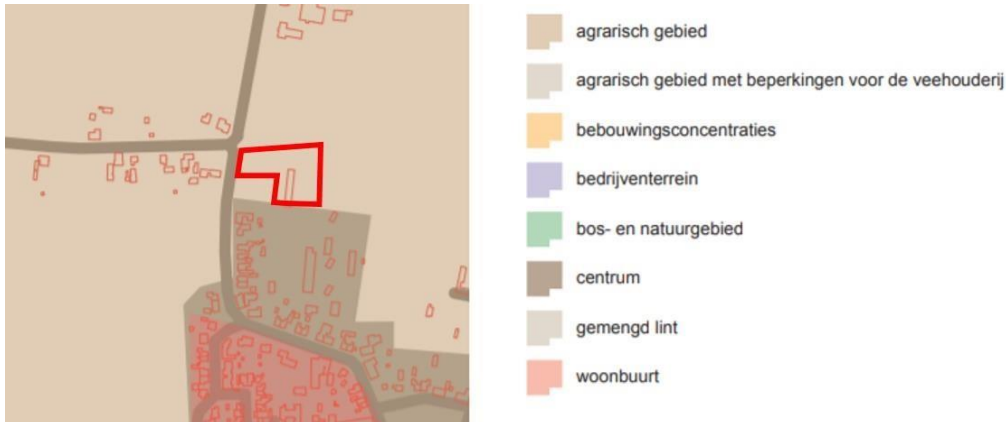 agrarisch gebied
agrarisch gebied met beperkingen voor de veehouderij
bebouwingsconcentraties
bedrijventerrein
bos- en natuurgebied
centrum
gemengd lint
woonbuurt